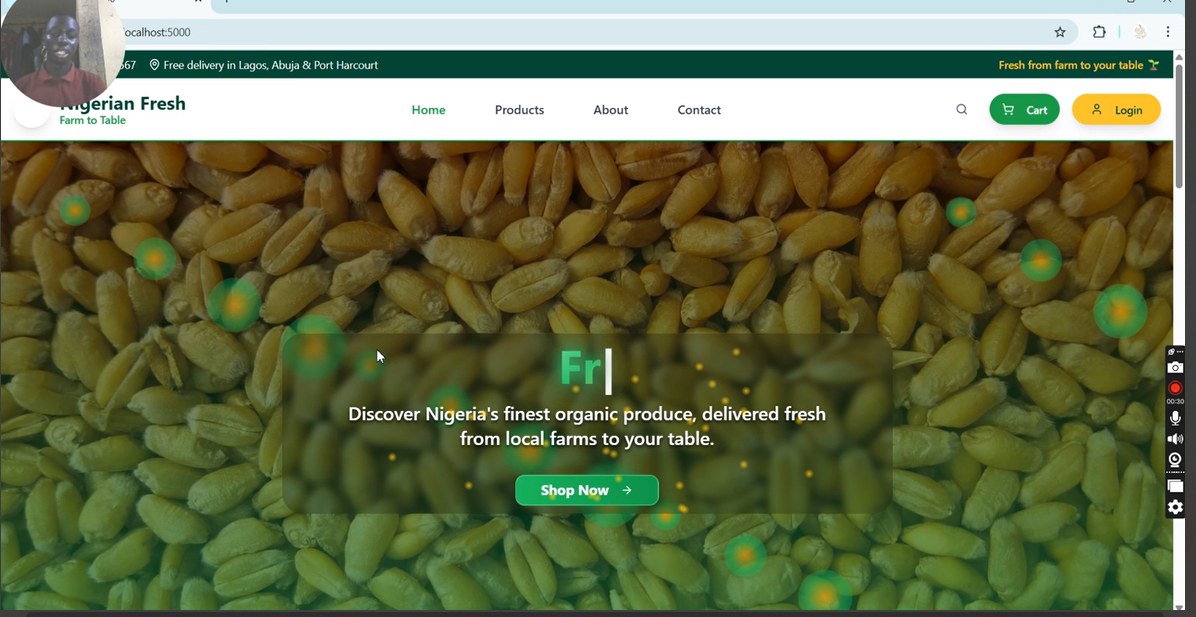 localhost:5000
567 Free delivery in Lagos, Abuja & Port Harcourt Fresh from farm to your table
Nigerian Fresh
Farm to Table
Home Products About Contact Cart Login
Fr
Discover Nigeria's finest organic produce, delivered fresh
from local farms to your table.
Shop Now →
00:30